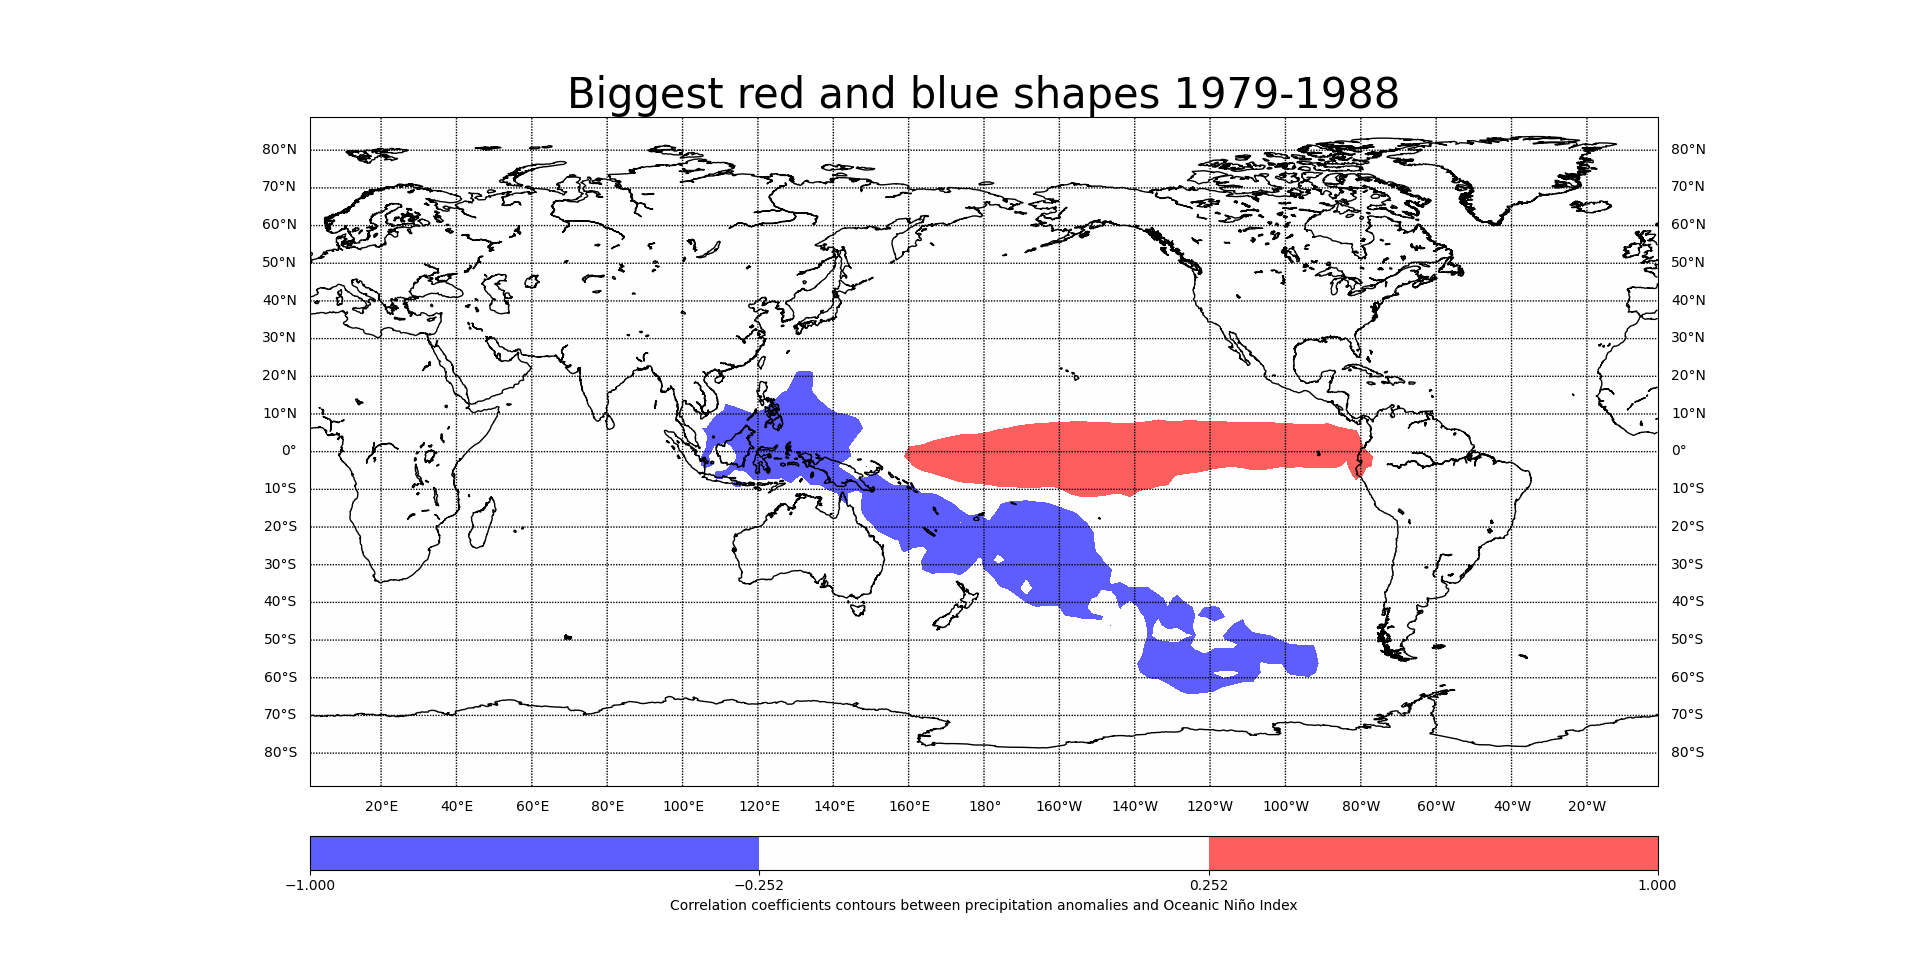 Biggest red and blue shapes 1979-1988
80°N 80°N
70°N 70°N
60°N 60°N
50°N 50°N
40°N 40°N
30°N 30°N
20°N 20°N
10°N 10°N
0° 0°
10°S 10°S
20°S 20°S
30°S 30°S
40°S 40°S
50°S 50°S
60°S 60°S
70°S 70°S
80°S 80°S
20°E 40°E 60°E 80°E 100°E 120°E 140°E 160°E 180° 160°W 140°W 120°W 100°W 80°W 60°W 40°W 20°W
−1.000 −0.252 0.252 1.000
Correlation coefficients contours between precipitation anomalies and Oceanic Niño Index